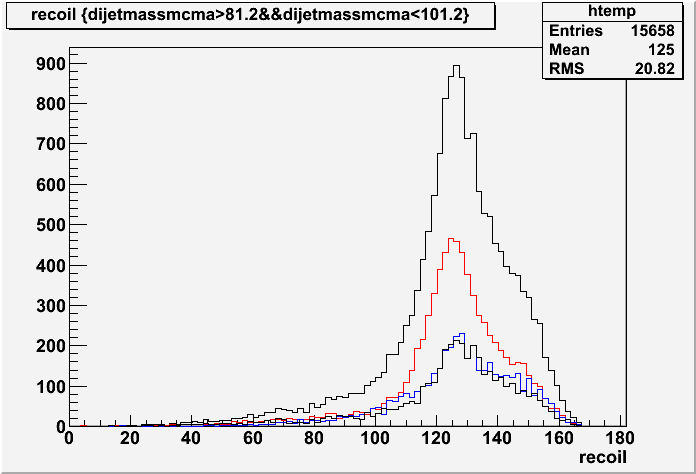 recoil {dijetmassmcma>81.2&&dijetmassmcma<101.2}
htemp
Entries 15658
Mean 125
RMS 20.82
900
800
700
600
500
400
300
200
100
0
0 20 40 60 80 100 120 140 160 180
recoil